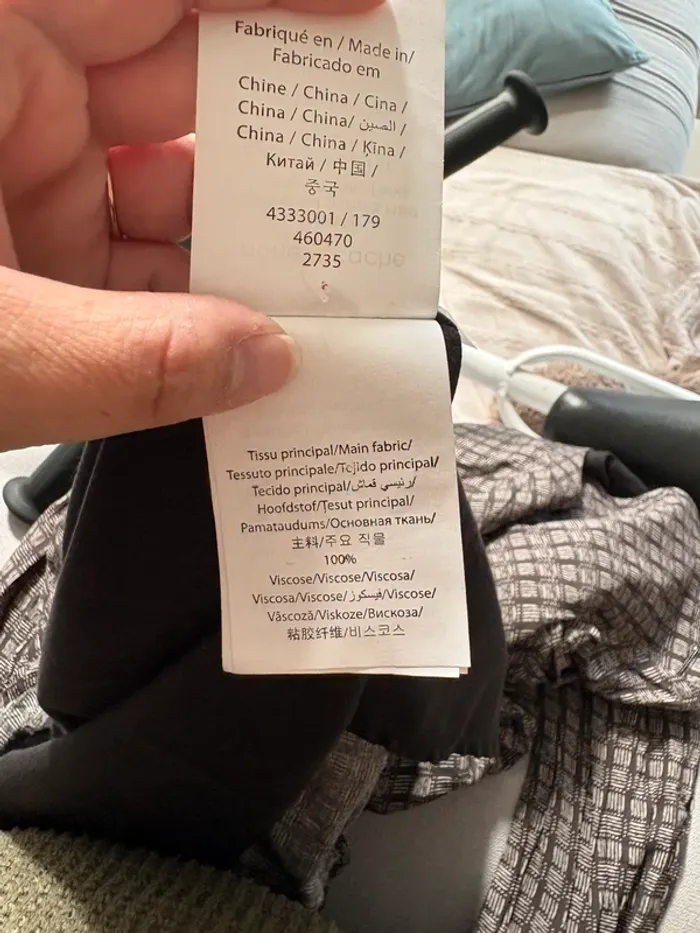 Fabriqué en / Made in/
Fabricado em
Chine / China / Cina /
China / China/ الصين /
China / China / Ķīna /
Китай / 中国 /
중국
4333001 / 179
460470
2735
Tissu principal/Main fabric/
Tessuto principale/Tejido principal/
Tecido principal/رئيسي قماش/
Hoofdstof/Țesut principal/
Pamataudums/Основная ткань/
主料/주요 직물
100%
Viscose/Viscose/Viscosa/
Viscosa/Viscose/فيسكوز/Viscose/
Vâscoză/Viskoze/Вискоза/
粘胶纤维/비스코스